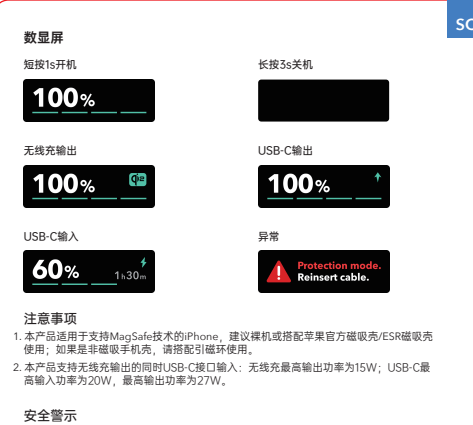 SC
数显屏
短按1s开机
长按3s关机
100%
无线充输出
USB-C输出
100%
100%
USB-C输入
异常
60% 1h30m
Protection mode.
Reinsert cable.
注意事项
1. 本产品适用于支持MagSafe技术的iPhone，建议裸机或搭配苹果官方磁吸壳/ESR磁吸壳
使用；如果是非磁吸手机壳，请搭配引磁环使用。
2. 本产品支持无线充输出的同时USB-C接口输入：无线充最高输出功率为15W；USB-C最
高输入功率为20W，最高输出功率为27W。
安全警示